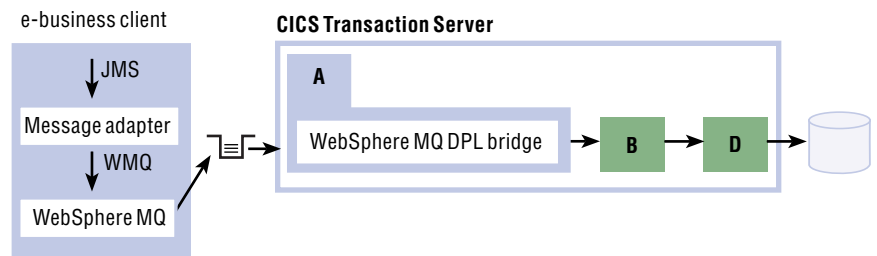 e-business client
CICS Transaction Server
JMS
A
Message adapter
WebSphere MQ DPL bridge
B
D
WMQ
WebSphere MQ